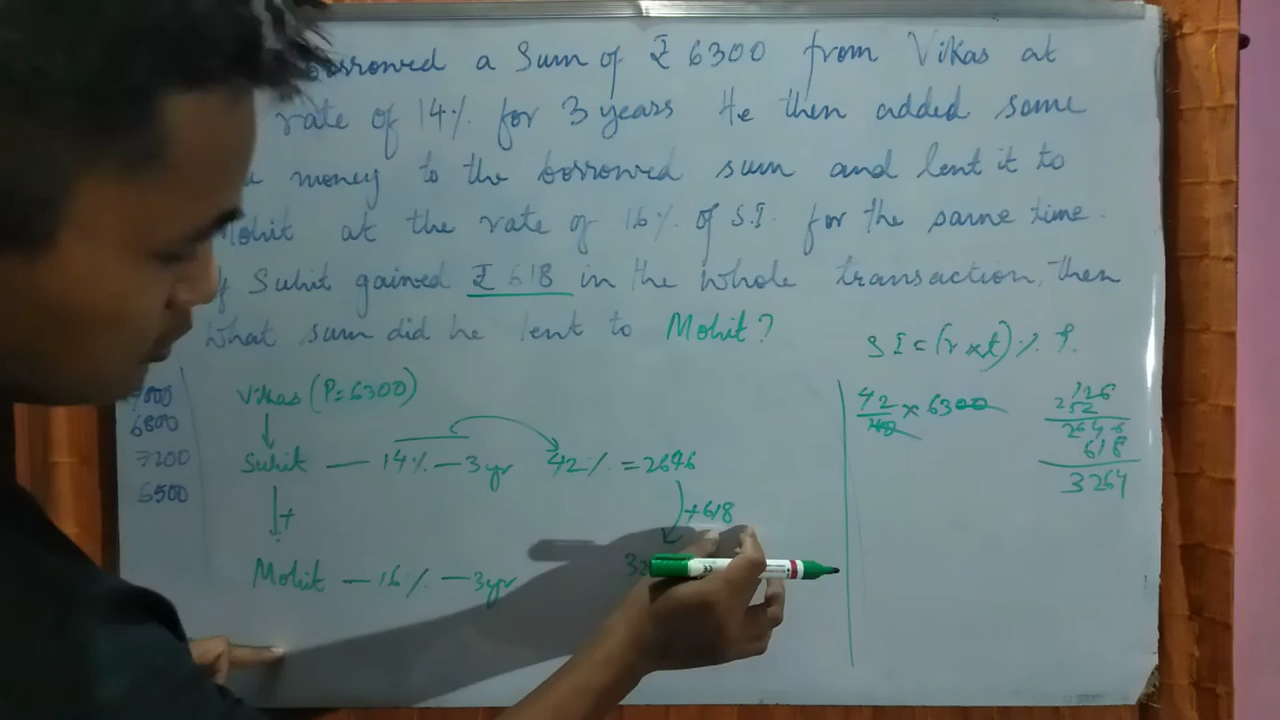 borrowed a Sum of ₹ 6300 from Vikas at
rate of 14% for 3 years He then added some
money to the borrowed sum and lent it to
Mohit at the rate of 16% of S.I. for the same time.
Suhit gained ₹ 618 in the whole transaction, then
what sum did he lent to Mohit?
SI = (r×t)% P.
6800
7200
6500
Vikas (P=6300)
Suhit — 14% — 3yr 42% = 2646
+618
+
Mohit — 16% — 3yr
42/100 × 6300
126
252
2646
618
3264